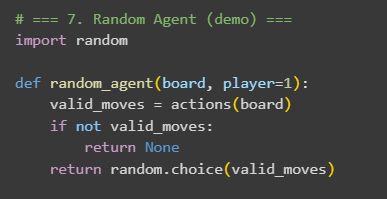 # === 7. Random Agent (demo) ===
import random

def random_agent(board, player=1):
    valid_moves = actions(board)
    if not valid_moves:
        return None
    return random.choice(valid_moves)